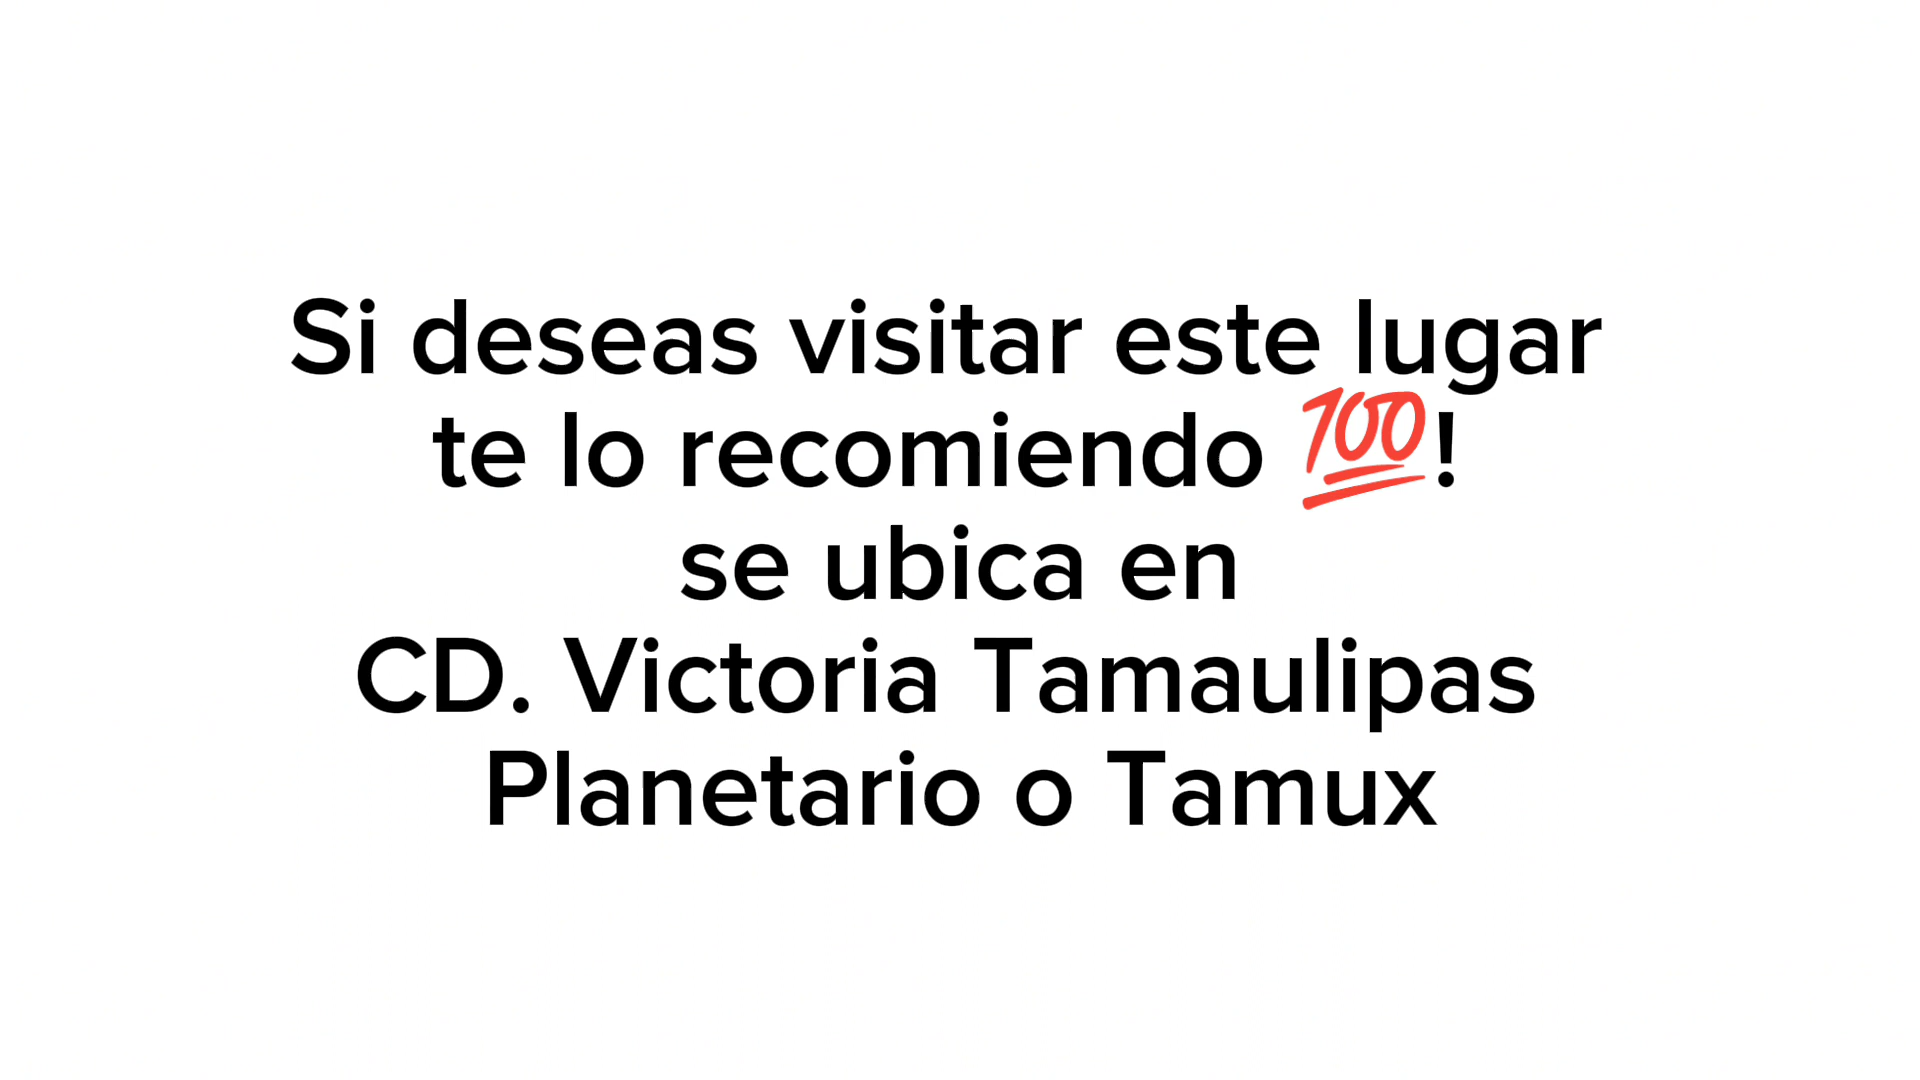 Si deseas visitar este lugar
te lo recomiendo 💯!
se ubica en
CD. Victoria Tamaulipas
Planetario o Tamux